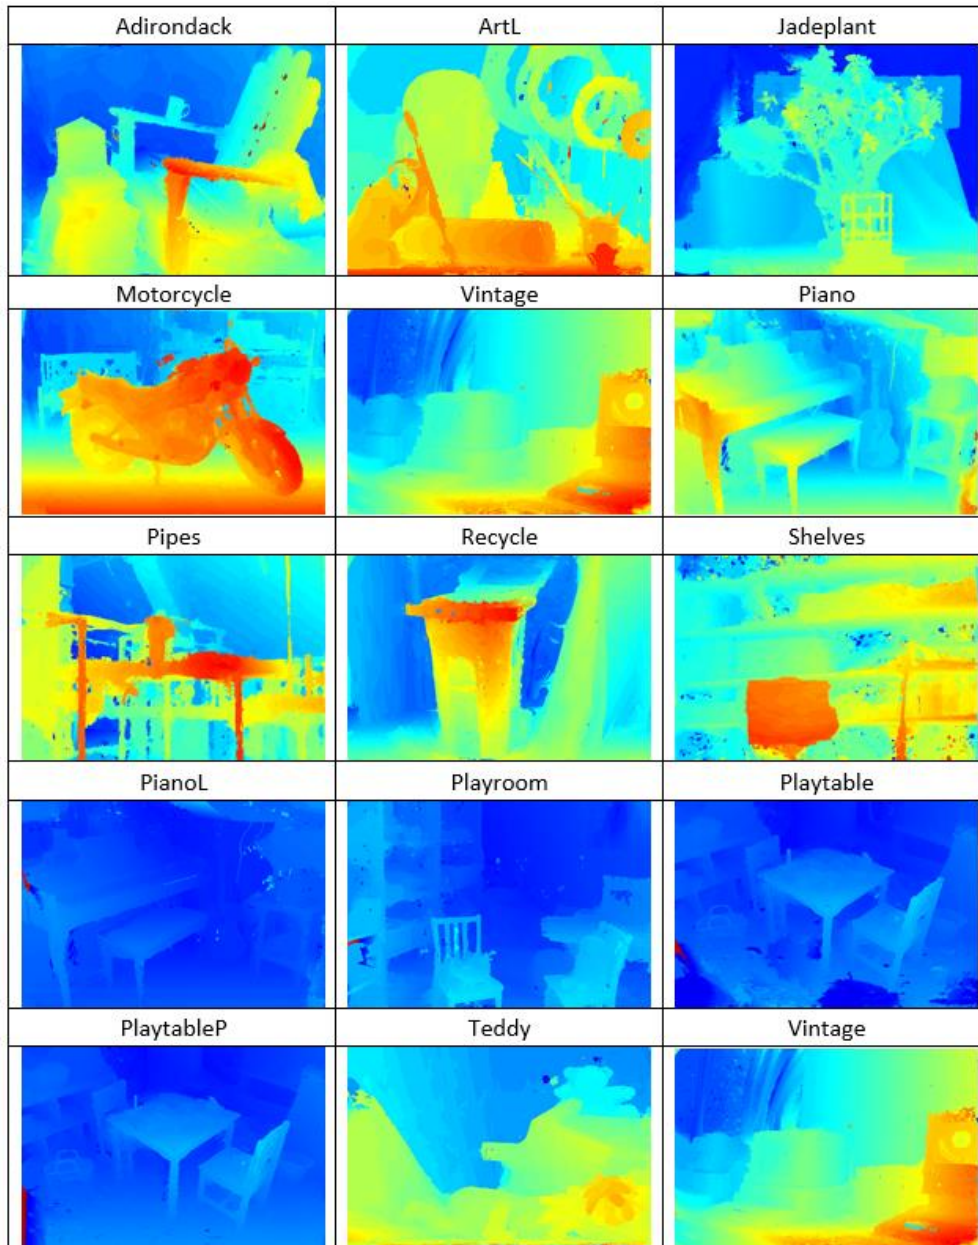 Adirondack ArtL Jadeplant
Motorcycle Vintage Piano
Pipes Recycle Shelves
PianoL Playroom Playtable
PlaytableP Teddy Vintage